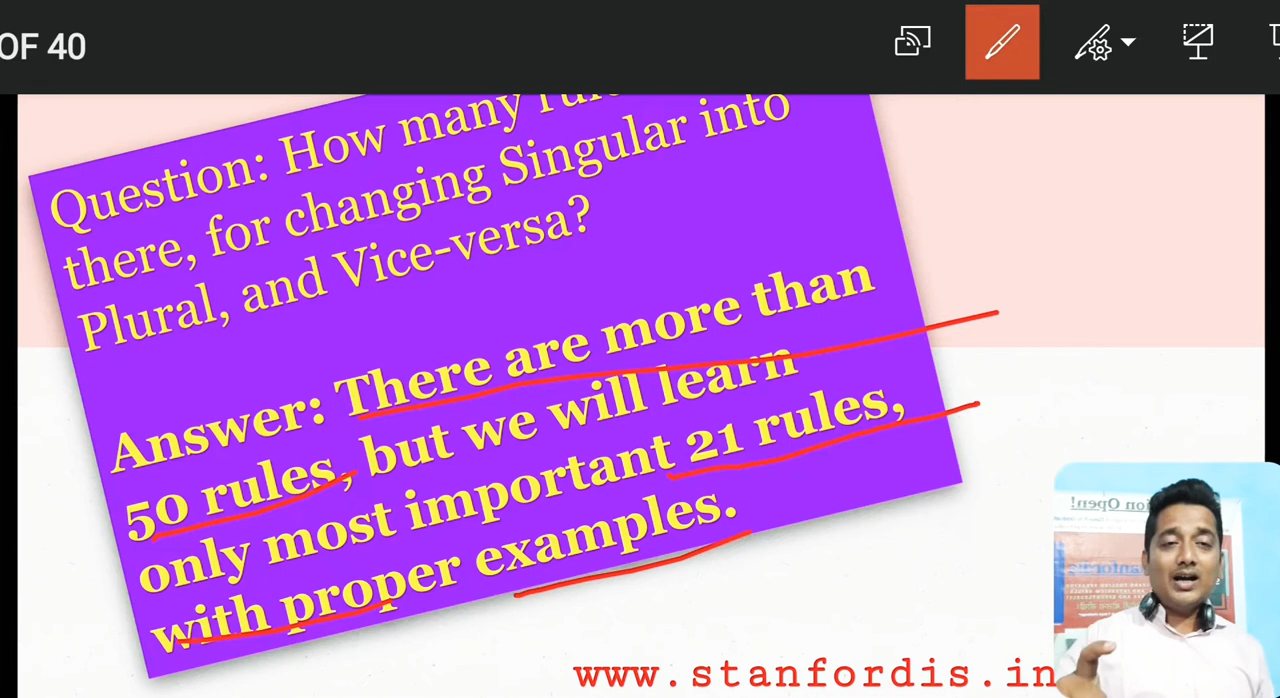 OF 40
Question: How many
there, for changing Singular into
Plural, and Vice-versa?
Answer: There are more than
50 rules, but we will learn
only most important 21 rules,
with proper examples.
www.stanfordis.in